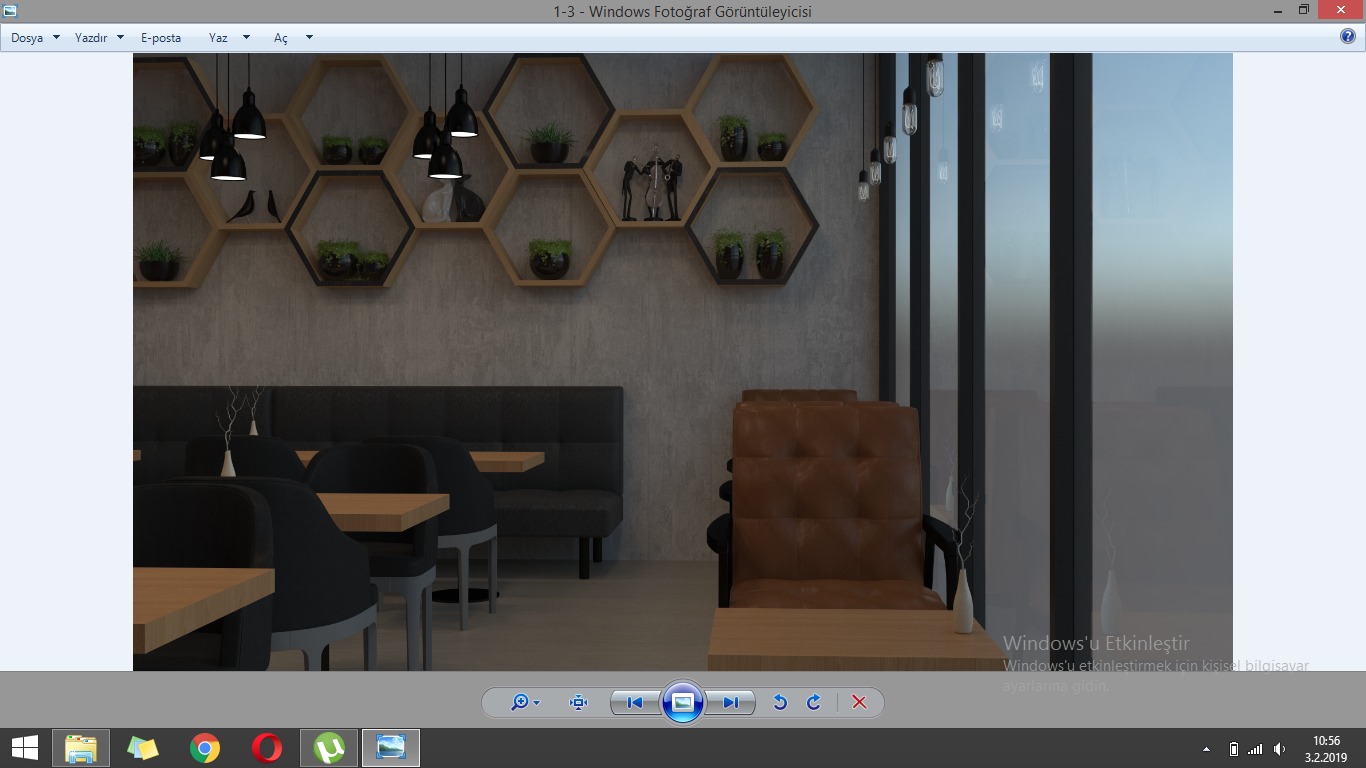 1-3 - Windows Fotoğraf Görüntüleyicisi
Dosya Yazdır E-posta Yaz Aç
Windows'u Etkinleştir
Windows'u etkinleştirmek için kişisel bilgisayar
ayarlarına gidin.
10:56
3.2.2019